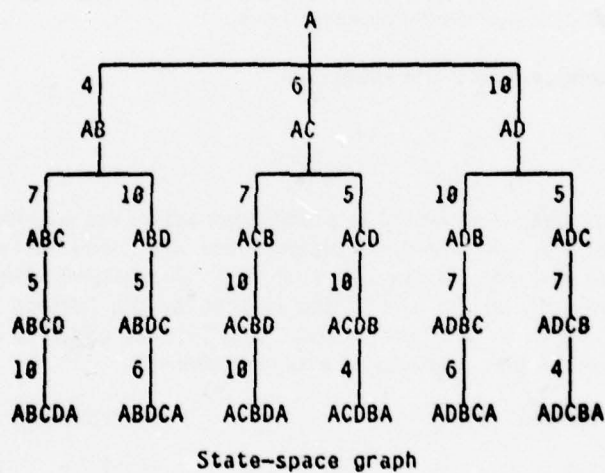 A
4 6 10
AB AC AD
7 10 7 5 10 5
ABC ABD ACB ACD ADB ADC
5 5 10 10 7 7
ABCD ABDC ACBD ACDB ADBC ADCB
10 6 10 4 6 4
ABCDA ABDCA ACBDA ACDBA ADBCA ADCBA
State-space graph